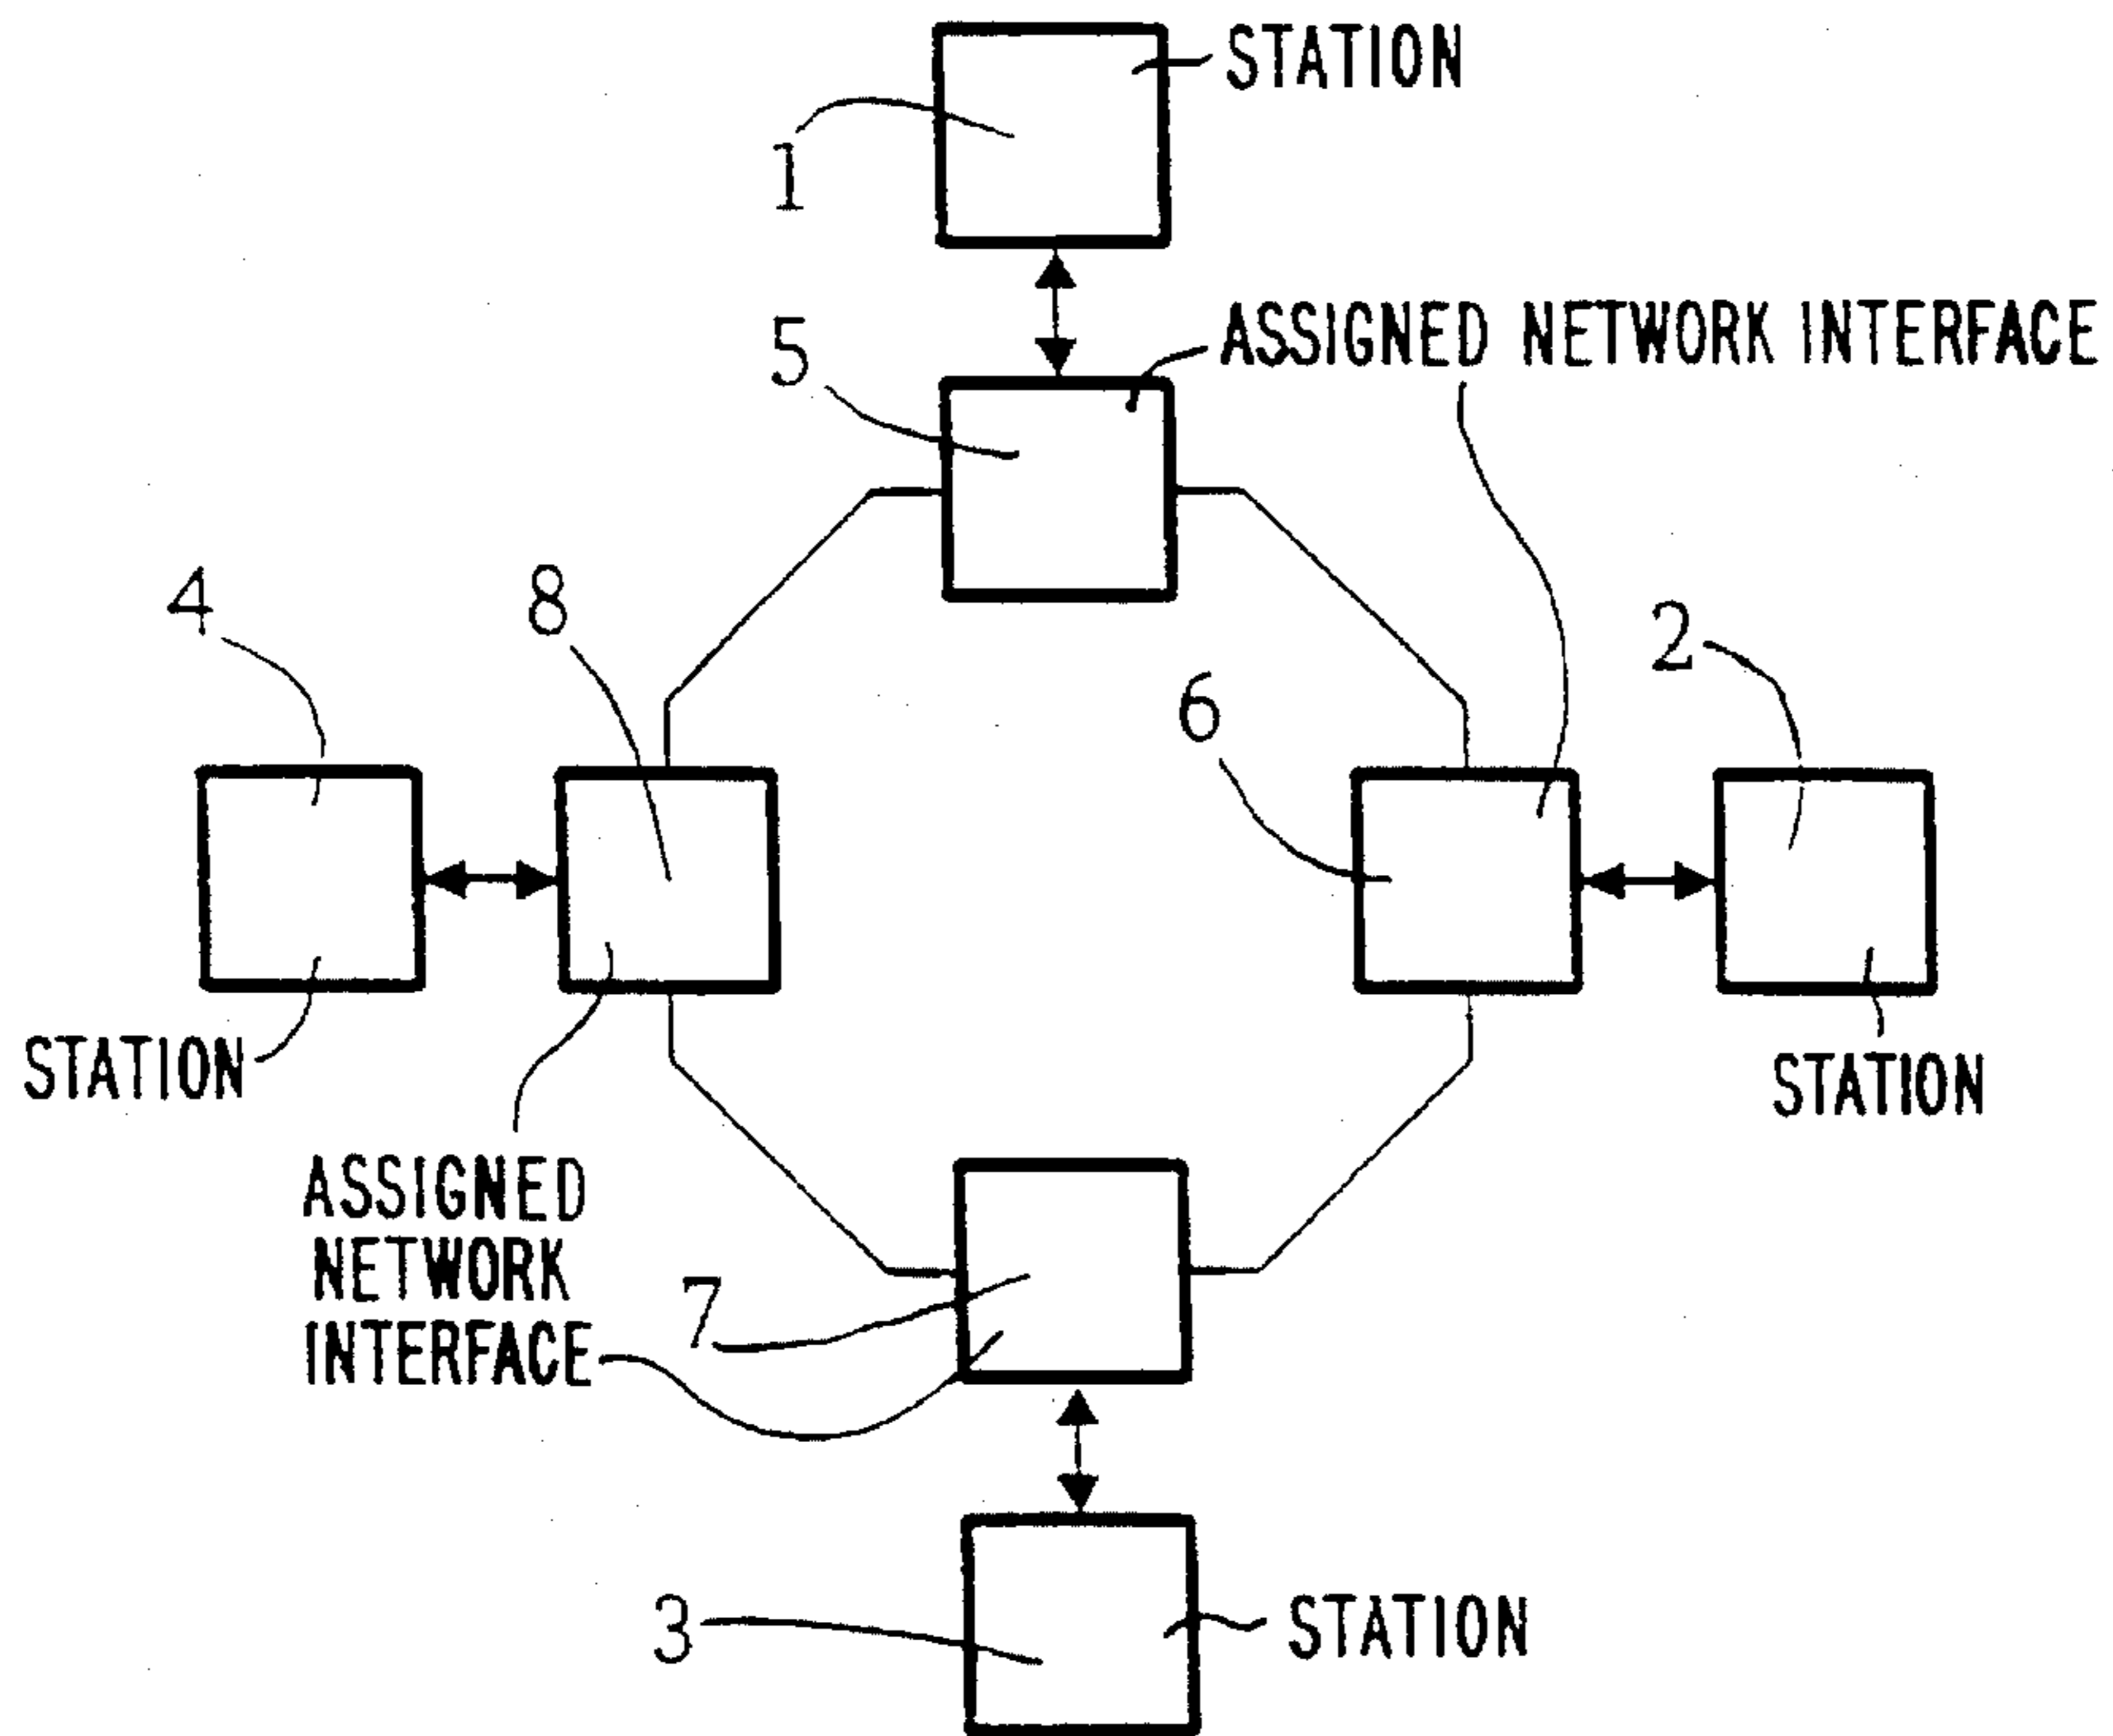 STATION
1
5
ASSIGNED NETWORK INTERFACE
4
8
6
2
STATION
STATION
ASSIGNED
NETWORK
INTERFACE
7
3
STATION